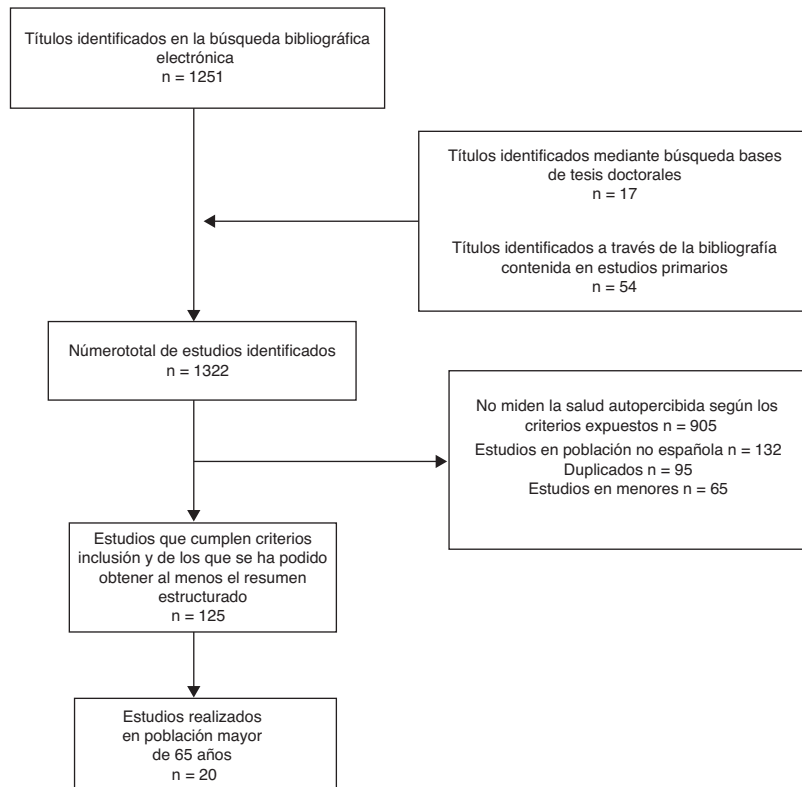 Títulos identificados en la búsqueda bibliográfica
electrónica
n = 1251
Títulos identificados mediante búsqueda bases
de tesis doctorales
n = 17
Títulos identificados a través de la bibliografía
contenida en estudios primarios
n = 54
Númerototal de estudios identificados
n = 1322
No miden la salud autopercibida según los
criterios expuestos n = 905
Estudios en población no española n = 132
Duplicados n = 95
Estudios en menores n = 65
Estudios que cumplen criterios
inclusión y de los que se ha podido
obtener al menos el resumen
estructurado
n = 125
Estudios realizados
en población mayor
de 65 años
n = 20